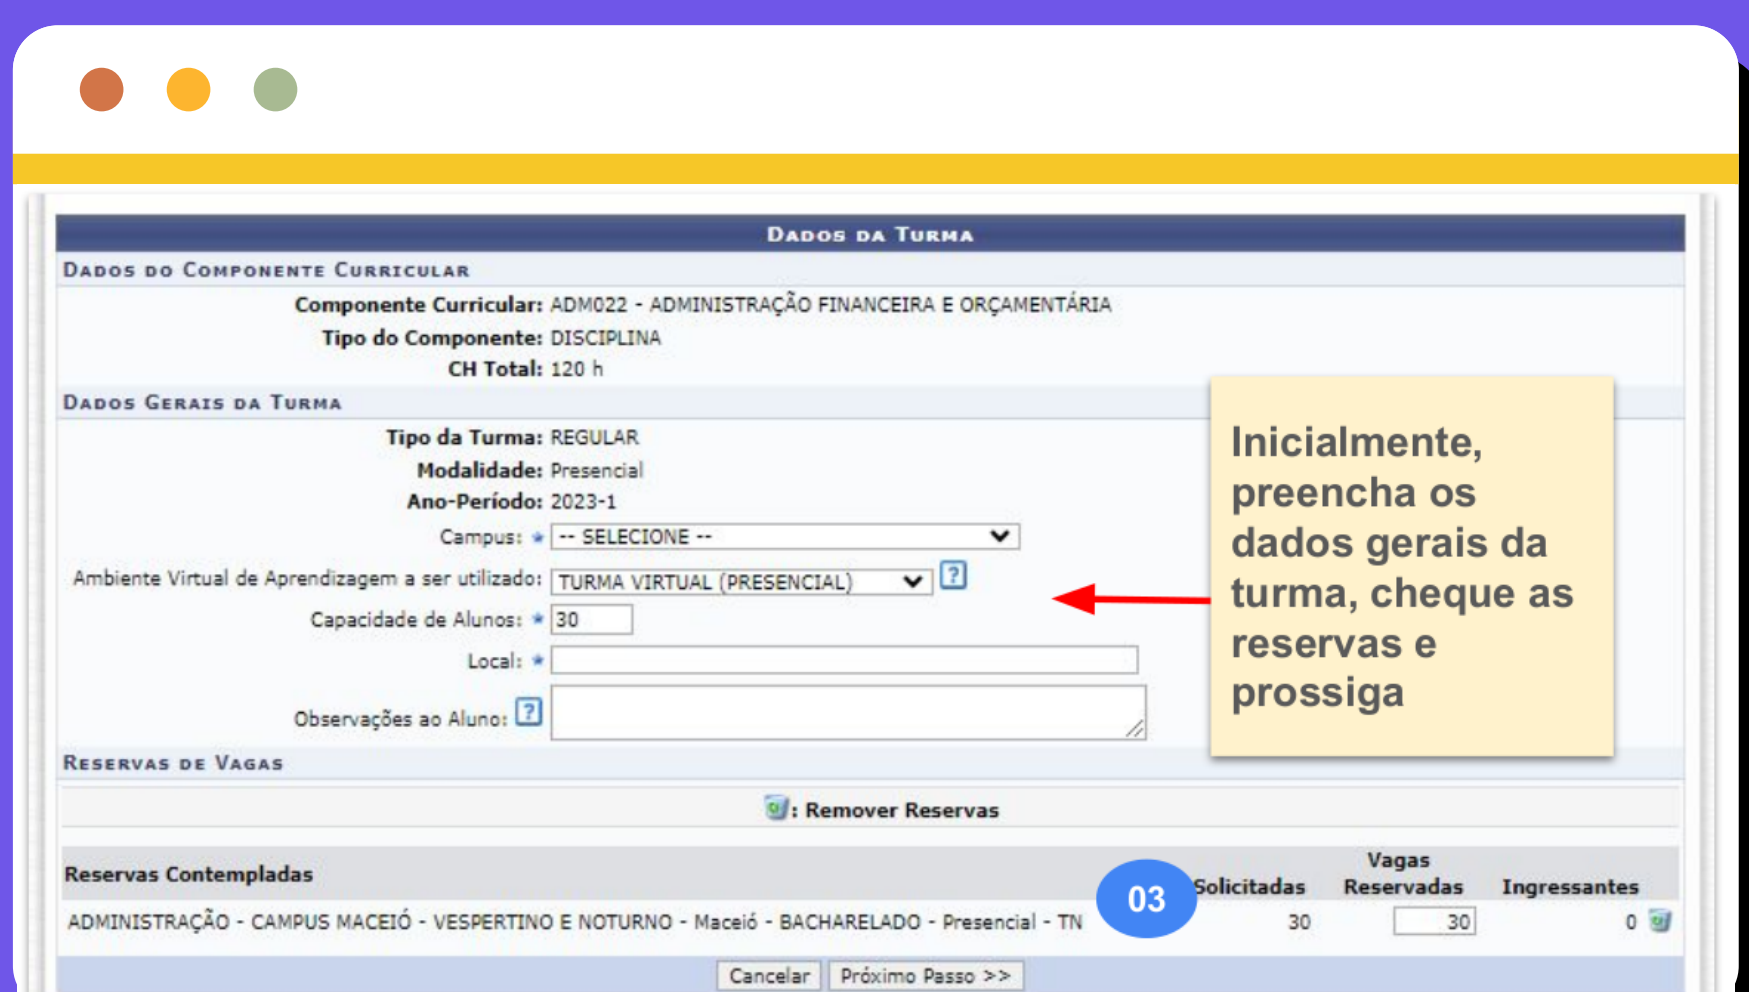 DADOS DA TURMA
DADOS DO COMPONENTE CURRICULAR
Componente Curricular: ADM022 - ADMINISTRAÇÃO FINANCEIRA E ORÇAMENTÁRIA
Tipo do Componente: DISCIPLINA
CH Total: 120 h
DADOS GERAIS DA TURMA
Tipo da Turma: REGULAR
Modalidade: Presencial
Ano-Período: 2023-1
Campus: * -- SELECIONE --
Ambiente Virtual de Aprendizagem a ser utilizado: TURMA VIRTUAL (PRESENCIAL) ?
Capacidade de Alunos: * 30
Local: *
Observações ao Aluno: ?
Inicialmente,
preencha os
dados gerais da
turma, cheque as
reservas e
prossiga
RESERVAS DE VAGAS
: Remover Reservas
Reservas Contempladas
03
Solicitadas
Vagas
Reservadas
Ingressantes
ADMINISTRAÇÃO - CAMPUS MACEIÓ - VESPERTINO E NOTURNO - Maceió - BACHARELADO - Presencial - TN
30 30 0
Cancelar Próximo Passo >>